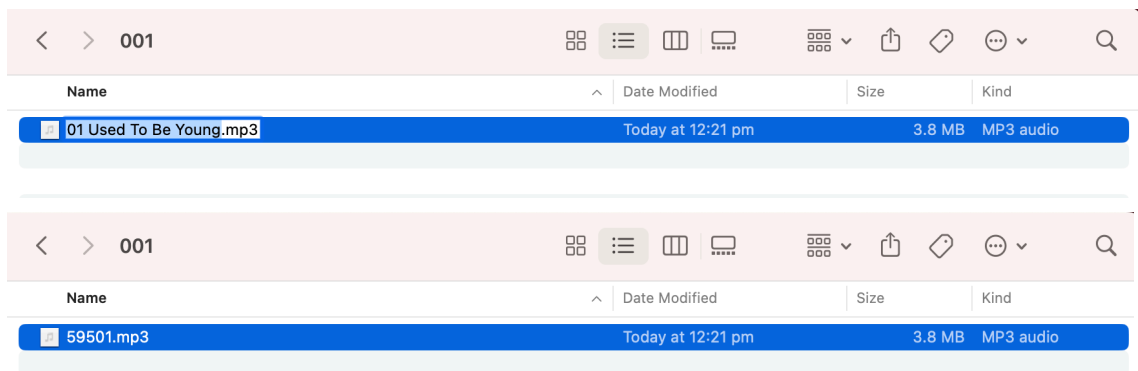 001
Name Date Modified Size Kind
01 Used To Be Young.mp3 Today at 12:21 pm 3.8 MB MP3 audio
001
Name Date Modified Size Kind
59501.mp3 Today at 12:21 pm 3.8 MB MP3 audio